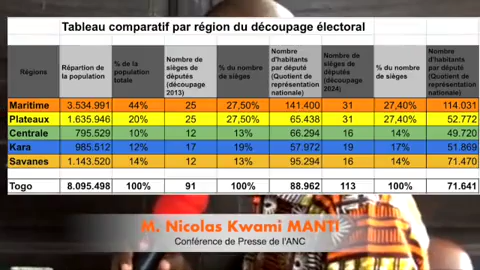 Tableau comparatif par région du découpage électoral
Régions | Répartion de la population | % de la population totale | Nombre de sièges de députés (découpage 2013) | % du nombre de sièges | Nombre d'habitants par député (Quotient de représentation nationale) | Nombre de sièges de députés (découpage 2024) | % du nombre de sièges | Nombre d'habitants par député (Quotient de représentation nationale)
Maritime | 3.534.991 | 44% | 25 | 27,50% | 141.400 | 31 | 27,40% | 114.031
Plateaux | 1.635.946 | 20% | 25 | 27,50% | 65.438 | 31 | 27,40% | 52.772
Centrale | 795.529 | 10% | 12 | 13% | 66.294 | 16 | 14% | 49.720
Kara | 985.512 | 12% | 17 | 19% | 57.972 | 19 | 17% | 51.869
Savanes | 1.143.520 | 14% | 12 | 13% | 95.294 | 16 | 14% | 71.470
Togo | 8.095.498 | 100% | 91 | 100% | 88.962 | 113 | 100% | 71.641
M. Nicolas Kwami MANTI
Conférence de Presse de l'ANC